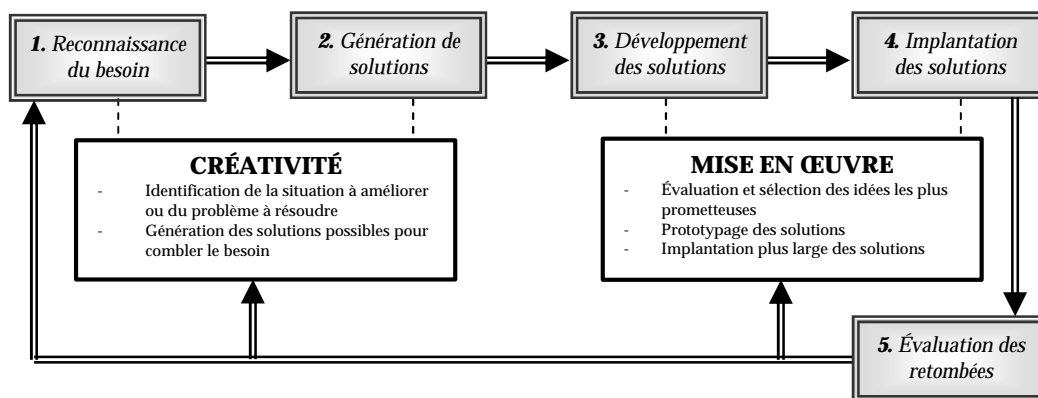 1. Reconnaissance
du besoin
2. Génération de
solutions
3. Développement
des solutions
4. Implantation
des solutions
CRÉATIVITÉ
- Identification de la situation à améliorer
ou du problème à résoudre
- Génération des solutions possibles pour
combler le besoin
MISE EN ŒUVRE
- Évaluation et sélection des idées les plus
prometteuses
- Prototypage des solutions
- Implantation plus large des solutions
5. Évaluation des
retombées